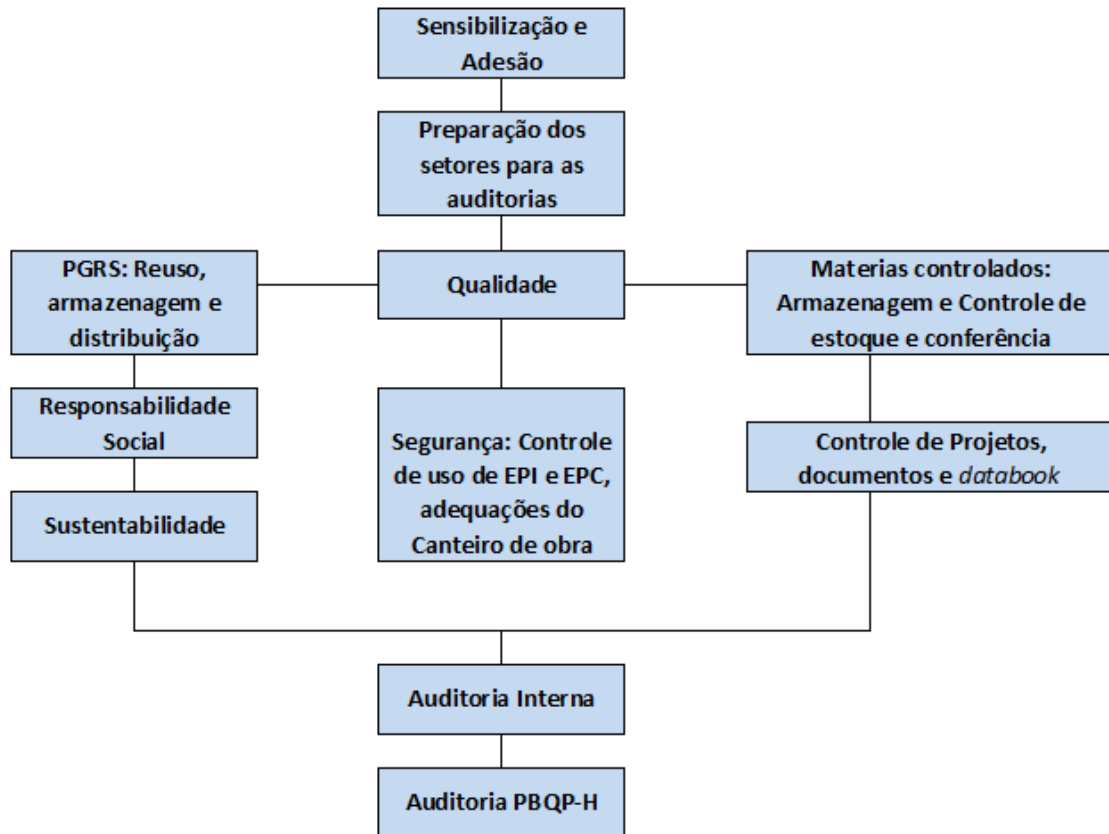 Sensibilização e
Adesão
Preparação dos
setores para as
auditorias
PGRS: Reuso,
armazenagem e
distribuição
Qualidade
Materias controlados:
Armazenagem e Controle de
estoque e conferência
Responsabilidade
Social
Segurança: Controle
de uso de EPI e EPC,
adequações do
Canteiro de obra
Controle de Projetos,
documentos e databook
Sustentabilidade
Auditoria Interna
Auditoria PBQP-H